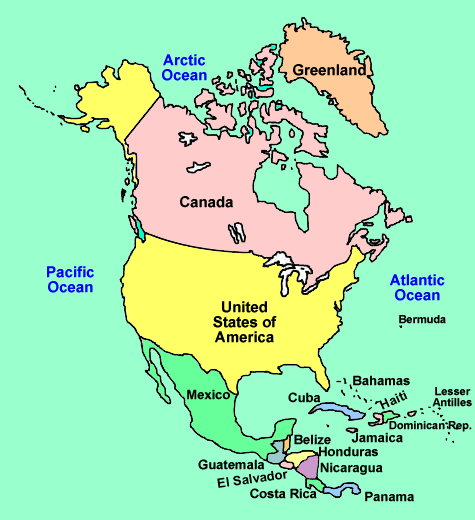 Arctic
Ocean
Greenland
Canada
Pacific
Ocean
Atlantic
Ocean
United
States of
America
Bermuda
Mexico
Cuba
Bahamas
Haiti
Lesser
Antilles
Dominican Rep.
Jamaica
Belize
Honduras
Guatemala
Nicaragua
El Salvador
Costa Rica
Panama